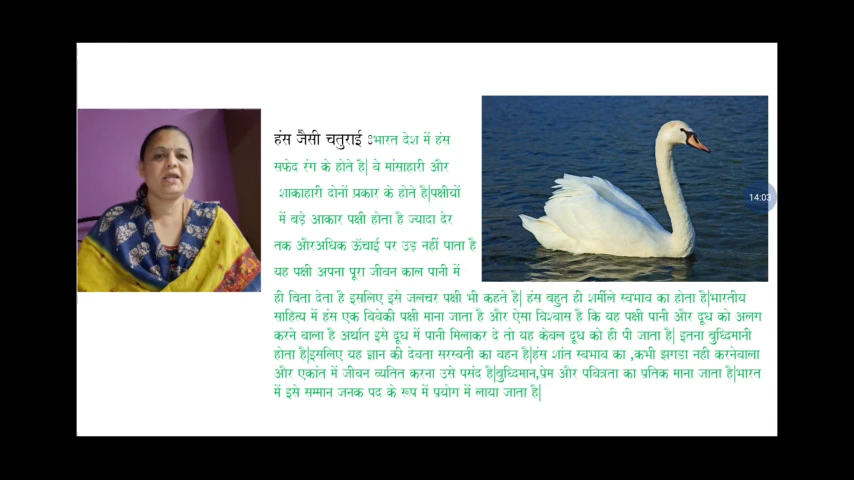 हंस जैसी चतुराई :भारत देश में हंस
सफेद रंग के होते है| वे मांसाहारी और
शाकाहारी दोनों प्रकार के होते है|पक्षीयों
में बड़े आकार पक्षी होता है ज्यादा देर
तक औरअधिक ऊँचाई पर उड़ नहीं पाता है
14:03
यह पक्षी अपना पूरा जीवन काल पानी में
ही विता देता है इसलिए इसे जलचर पक्षी भी कहते है| हंस बहुत ही शर्मीले स्वभाव का होता है|भारतीय
साहित्य में हंस एक विवेकी पक्षी माना जाता है और ऐसा विश्वास है कि यह पक्षी पानी और दूध को अलग
करने वाला है अर्थात इसे दूध में पानी मिलाकर दे तो यह केवल दूध को ही पी जाता है| इतना बुध्दिमानी
होता है|इसलिए यह ज्ञान की देवता सरस्वती का वहन है|हंस शांत स्वभाव का ,कभी झगडा नही करनेवाला
और एकांत में जीवन व्यतित करना उसे पसंद है|बुध्दिमान,प्रेम और पवित्रता का प्रतिक माना जाता है|भारत
में इसे सम्मान जनक पद के रूप में प्रयोग में लाया जाता है|